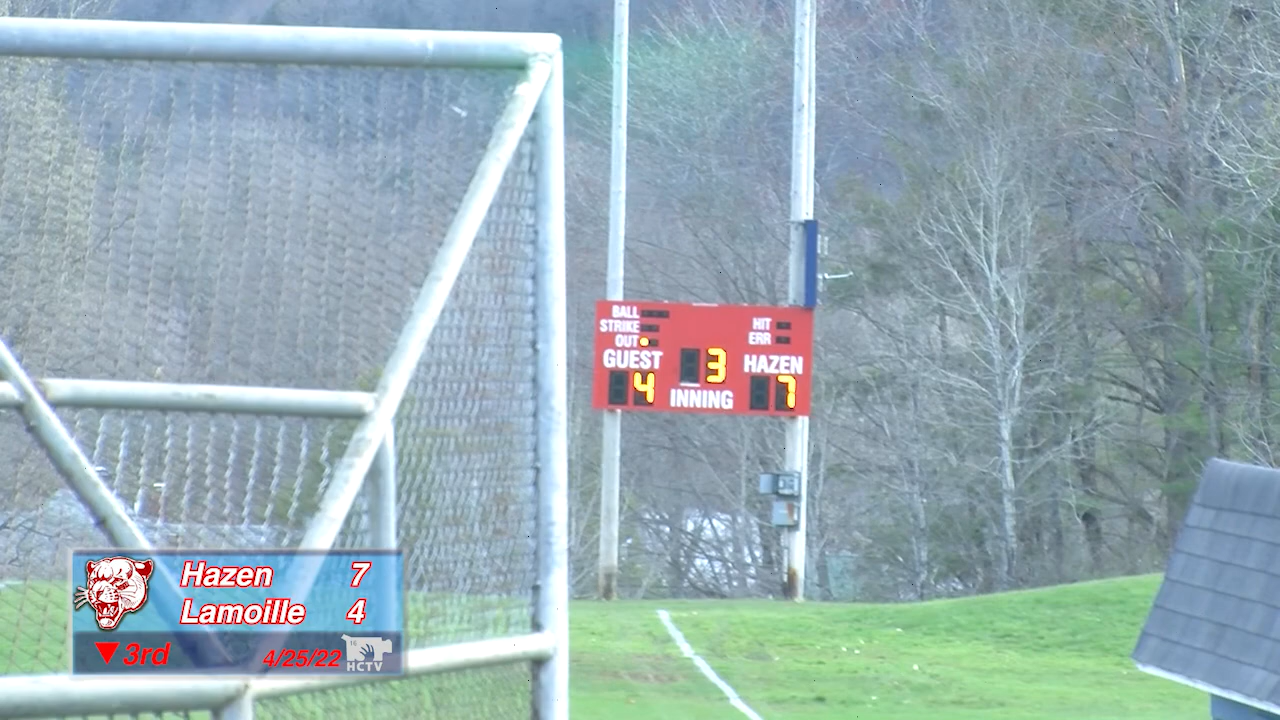 BALL
STRIKE
OUT
HIT
ERR
GUEST 3 HAZEN
4 INNING 7
Hazen 7
Lamoille 4
▼3rd 4/25/22
16
HCTV